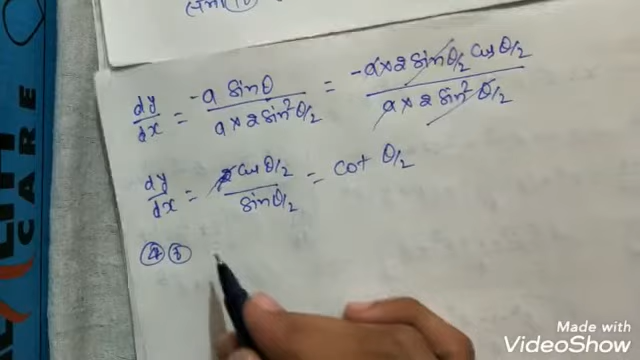 dy/dx = -a sinθ / a×2 sin²θ/2 = -a×2 sinθ/2 cosθ/2 / a×2 sin²θ/2
dy/dx = cosθ/2 / sinθ/2 = cot θ/2
CARE
Made with
VideoShow